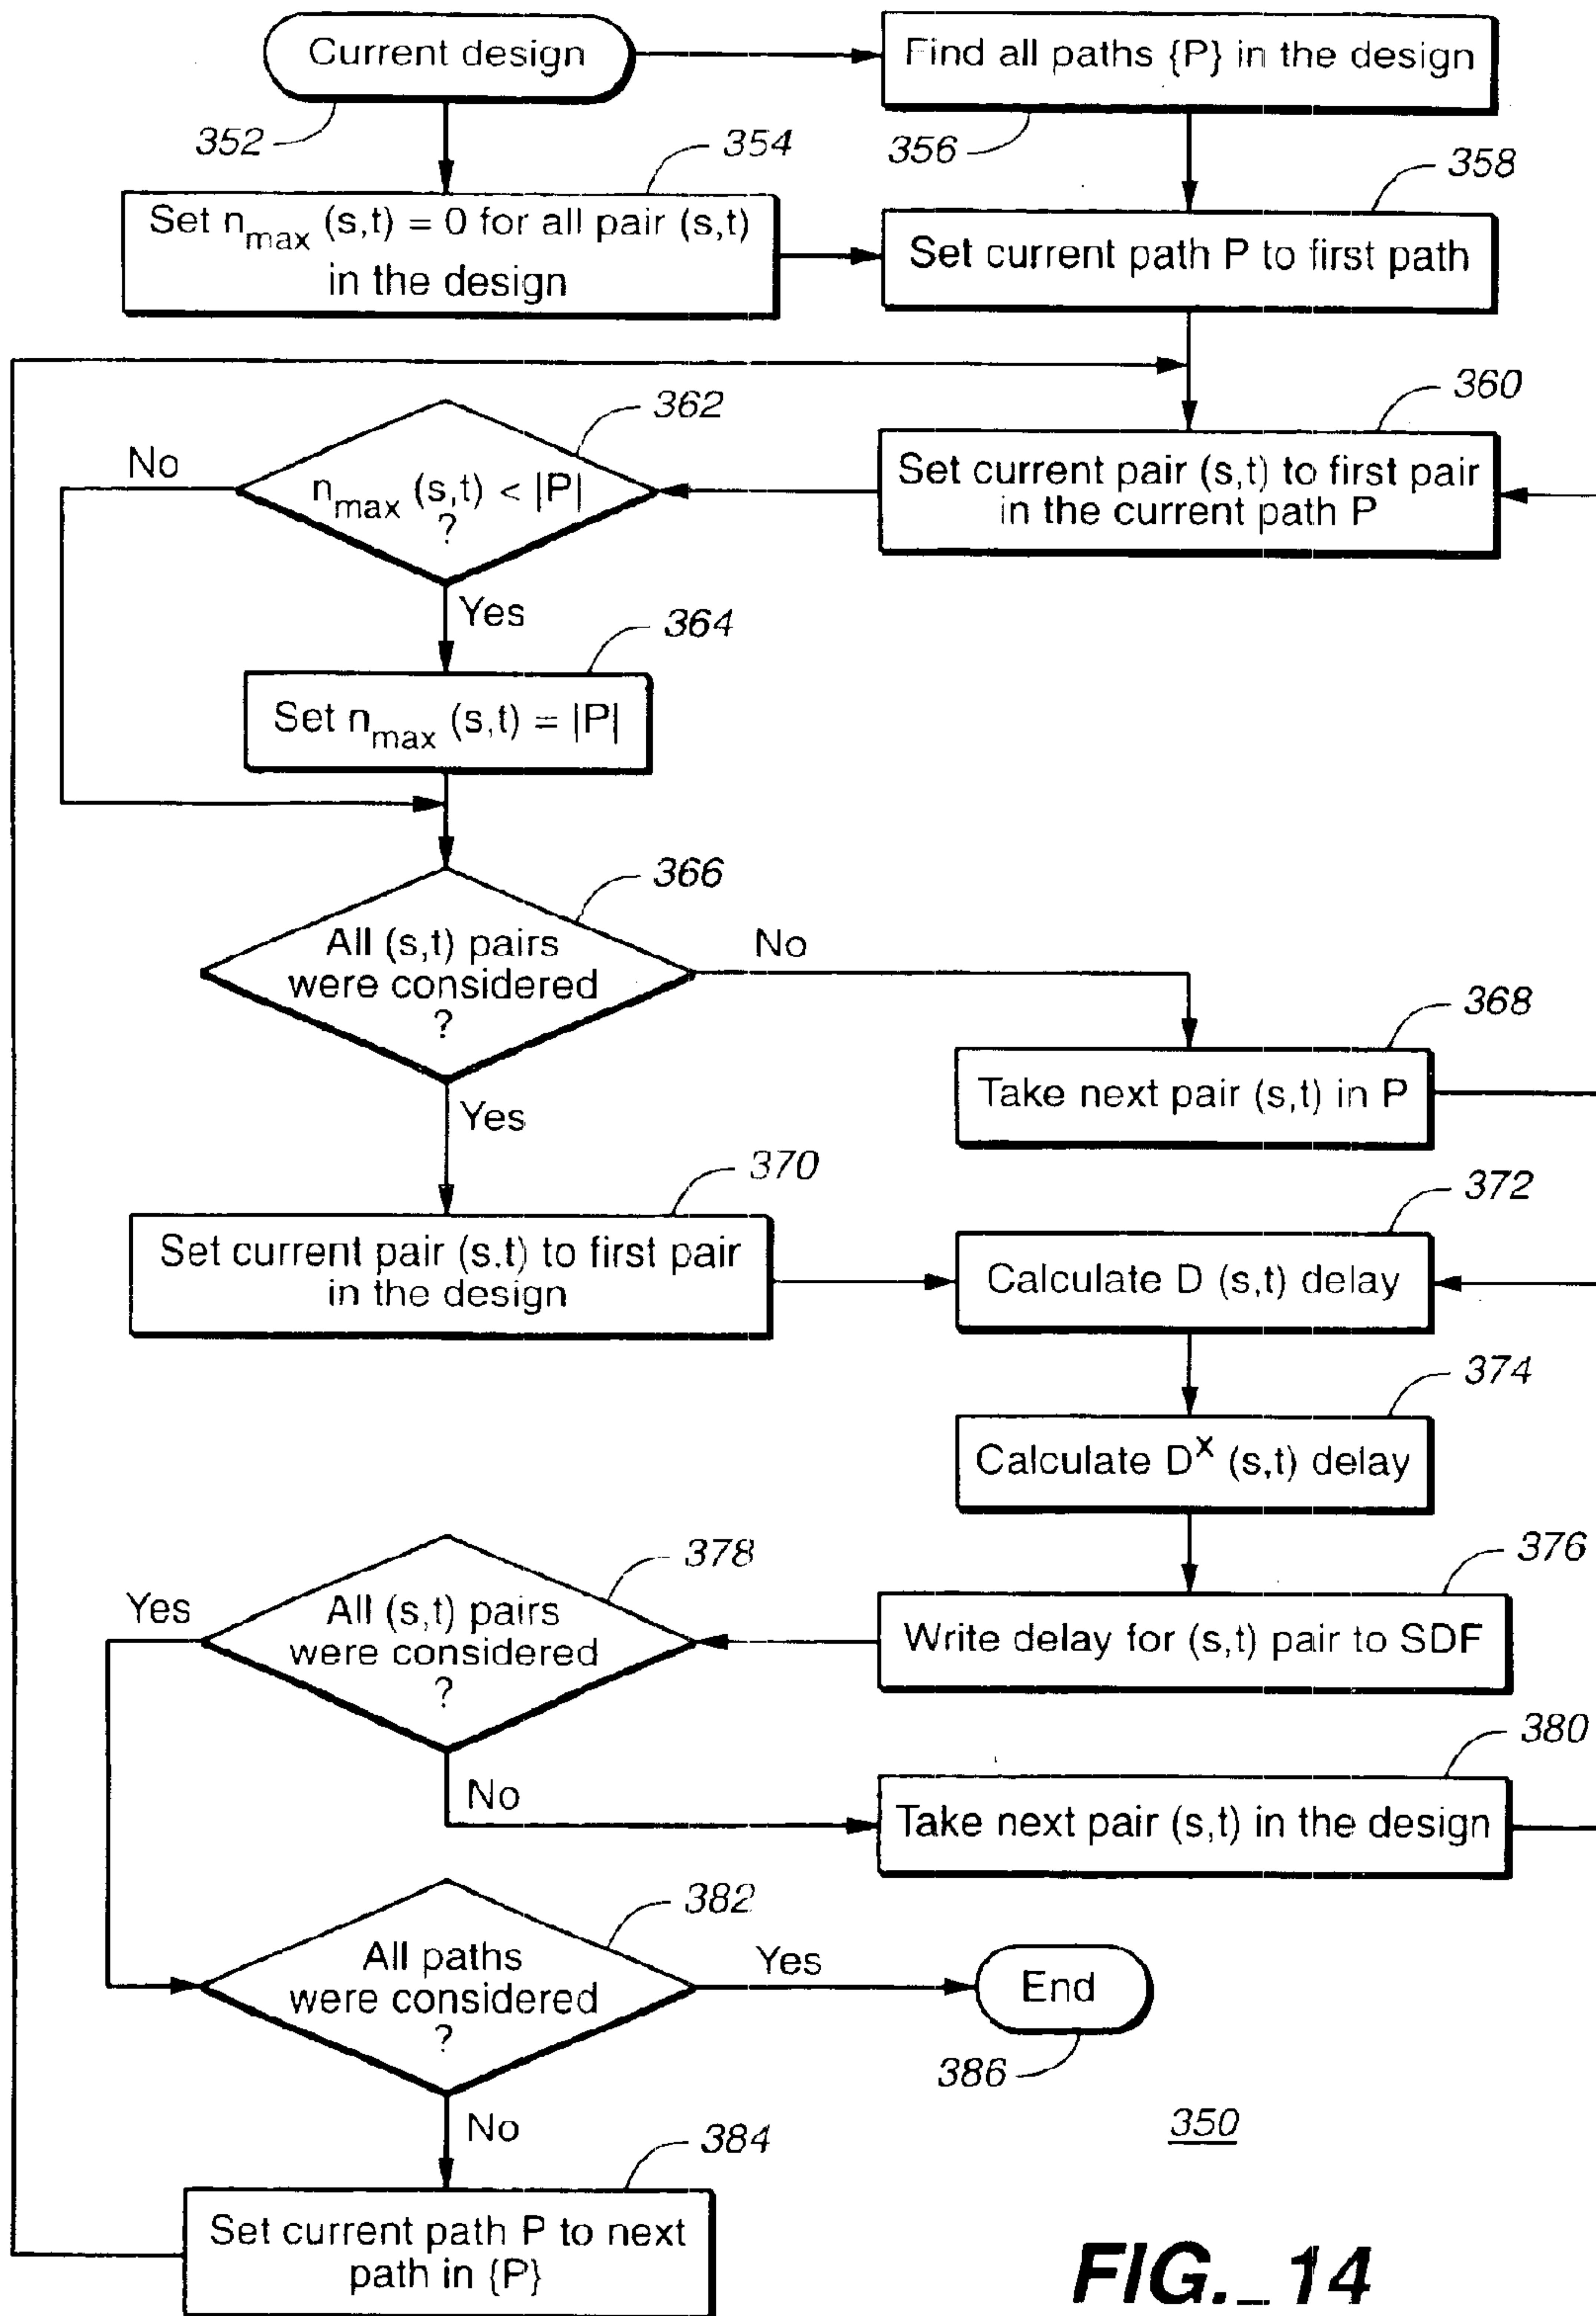 Current design
352
Find all paths {P} in the design
356
354
Set nmax (s,t) = 0 for all pair (s,t)
in the design
358
Set current path P to first path
360
Set current pair (s,t) to first pair
in the current path P
362
No
nmax (s,t) < |P|
?
Yes
364
Set nmax (s,t) = |P|
366
All (s,t) pairs
were considered
?
No
368
Take next pair (s,t) in P
Yes
370
Set current pair (s,t) to first pair
in the design
372
Calculate D (s,t) delay
374
Calculate Dx (s,t) delay
376
Write delay for (s,t) pair to SDF
378
Yes
All (s,t) pairs
were considered
?
No
380
Take next pair (s,t) in the design
382
All paths
were considered
?
Yes
End
386
No
384
Set current path P to next
path in {P}
350
FIG._14